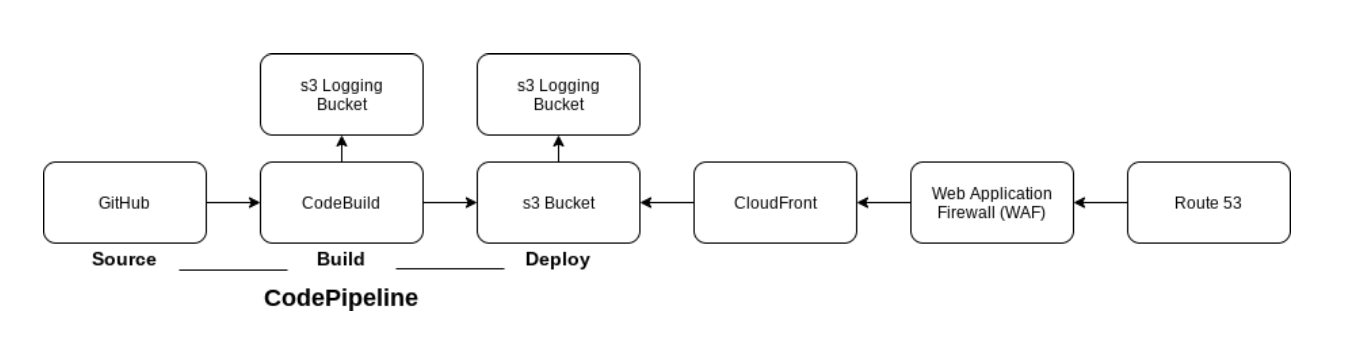 s3 Logging
Bucket
s3 Logging
Bucket
GitHub
CodeBuild
s3 Bucket
CloudFront
Web Application
Firewall (WAF)
Route 53
Source
Build
Deploy
CodePipeline